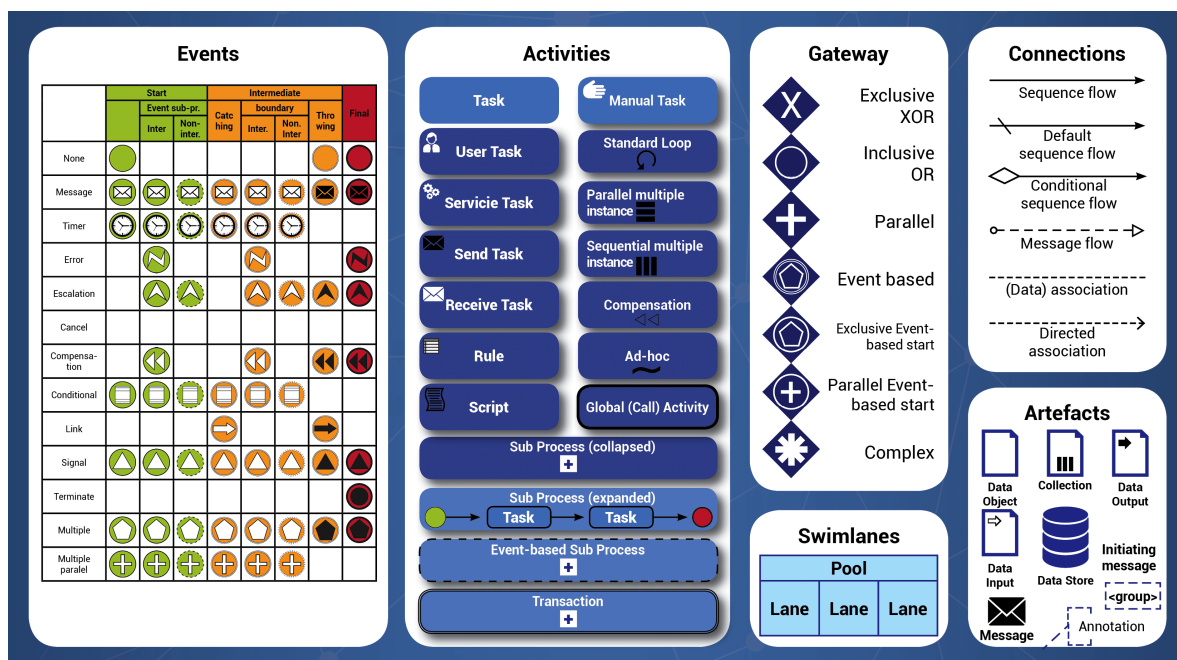 Events
Start
Intermediate
Final
Event sub-pr.
Catc
hing
boundary
Thro
wing
Inter
Non-
inter.
Inter.
Non.
Inter
None
Message
Timer
Error
Escalation
Cancel
Compensa-
tion
Conditional
Link
Signal
Terminate
Multiple
Multiple
paralel
Activities
Task
Manual Task
User Task
Standard Loop
Servicie Task
Parallel multiple
instance
Send Task
Sequential multiple
instance
Receive Task
Compensation
Rule
Ad-hoc
Script
Global (Call) Activity
Sub Process (collapsed)
Sub Process (expanded)
Task
Task
Event-based Sub Process
Transaction
Gateway
X
Exclusive
XOR
Inclusive
OR
Parallel
Event based
Exclusive Event-
based start
Parallel Event-
based start
Complex
Swimlanes
Pool
Lane
Lane
Lane
Connections
Sequence flow
Default
sequence flow
Conditional
sequence flow
Message flow
(Data) association
Directed
association
Artefacts
Data
Object
Collection
Data
Output
Data
Input
Data Store
Initiating
message
<group>
Message
Annotation